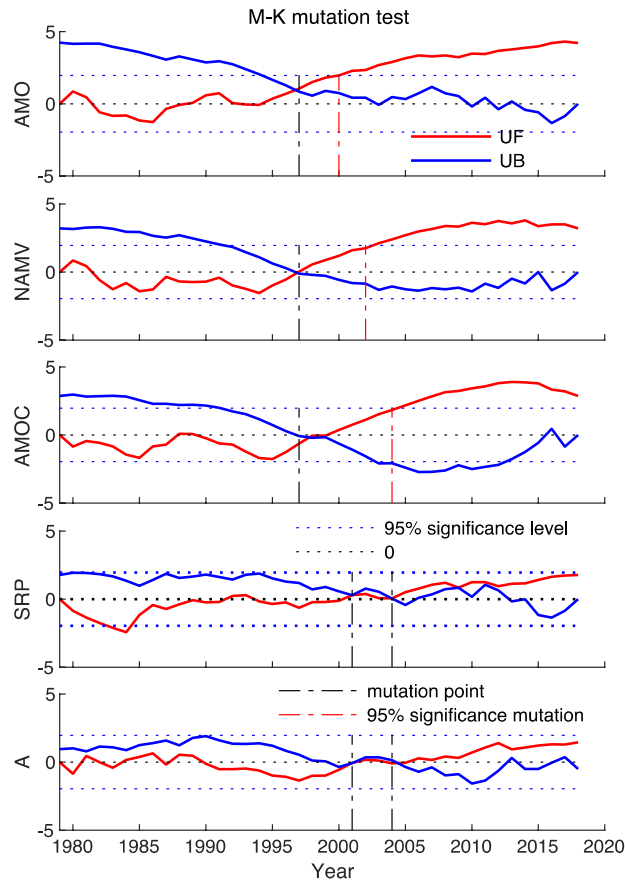 M-K mutation test
5
0
-5
AMO
UF
UB
5
0
-5
NAMV
5
0
-5
AMOC
5
0
-5
SRP
95% significance level
0
5
0
-5
A
mutation point
95% significance mutation
1980 1985 1990 1995 2000 2005 2010 2015 2020
Year